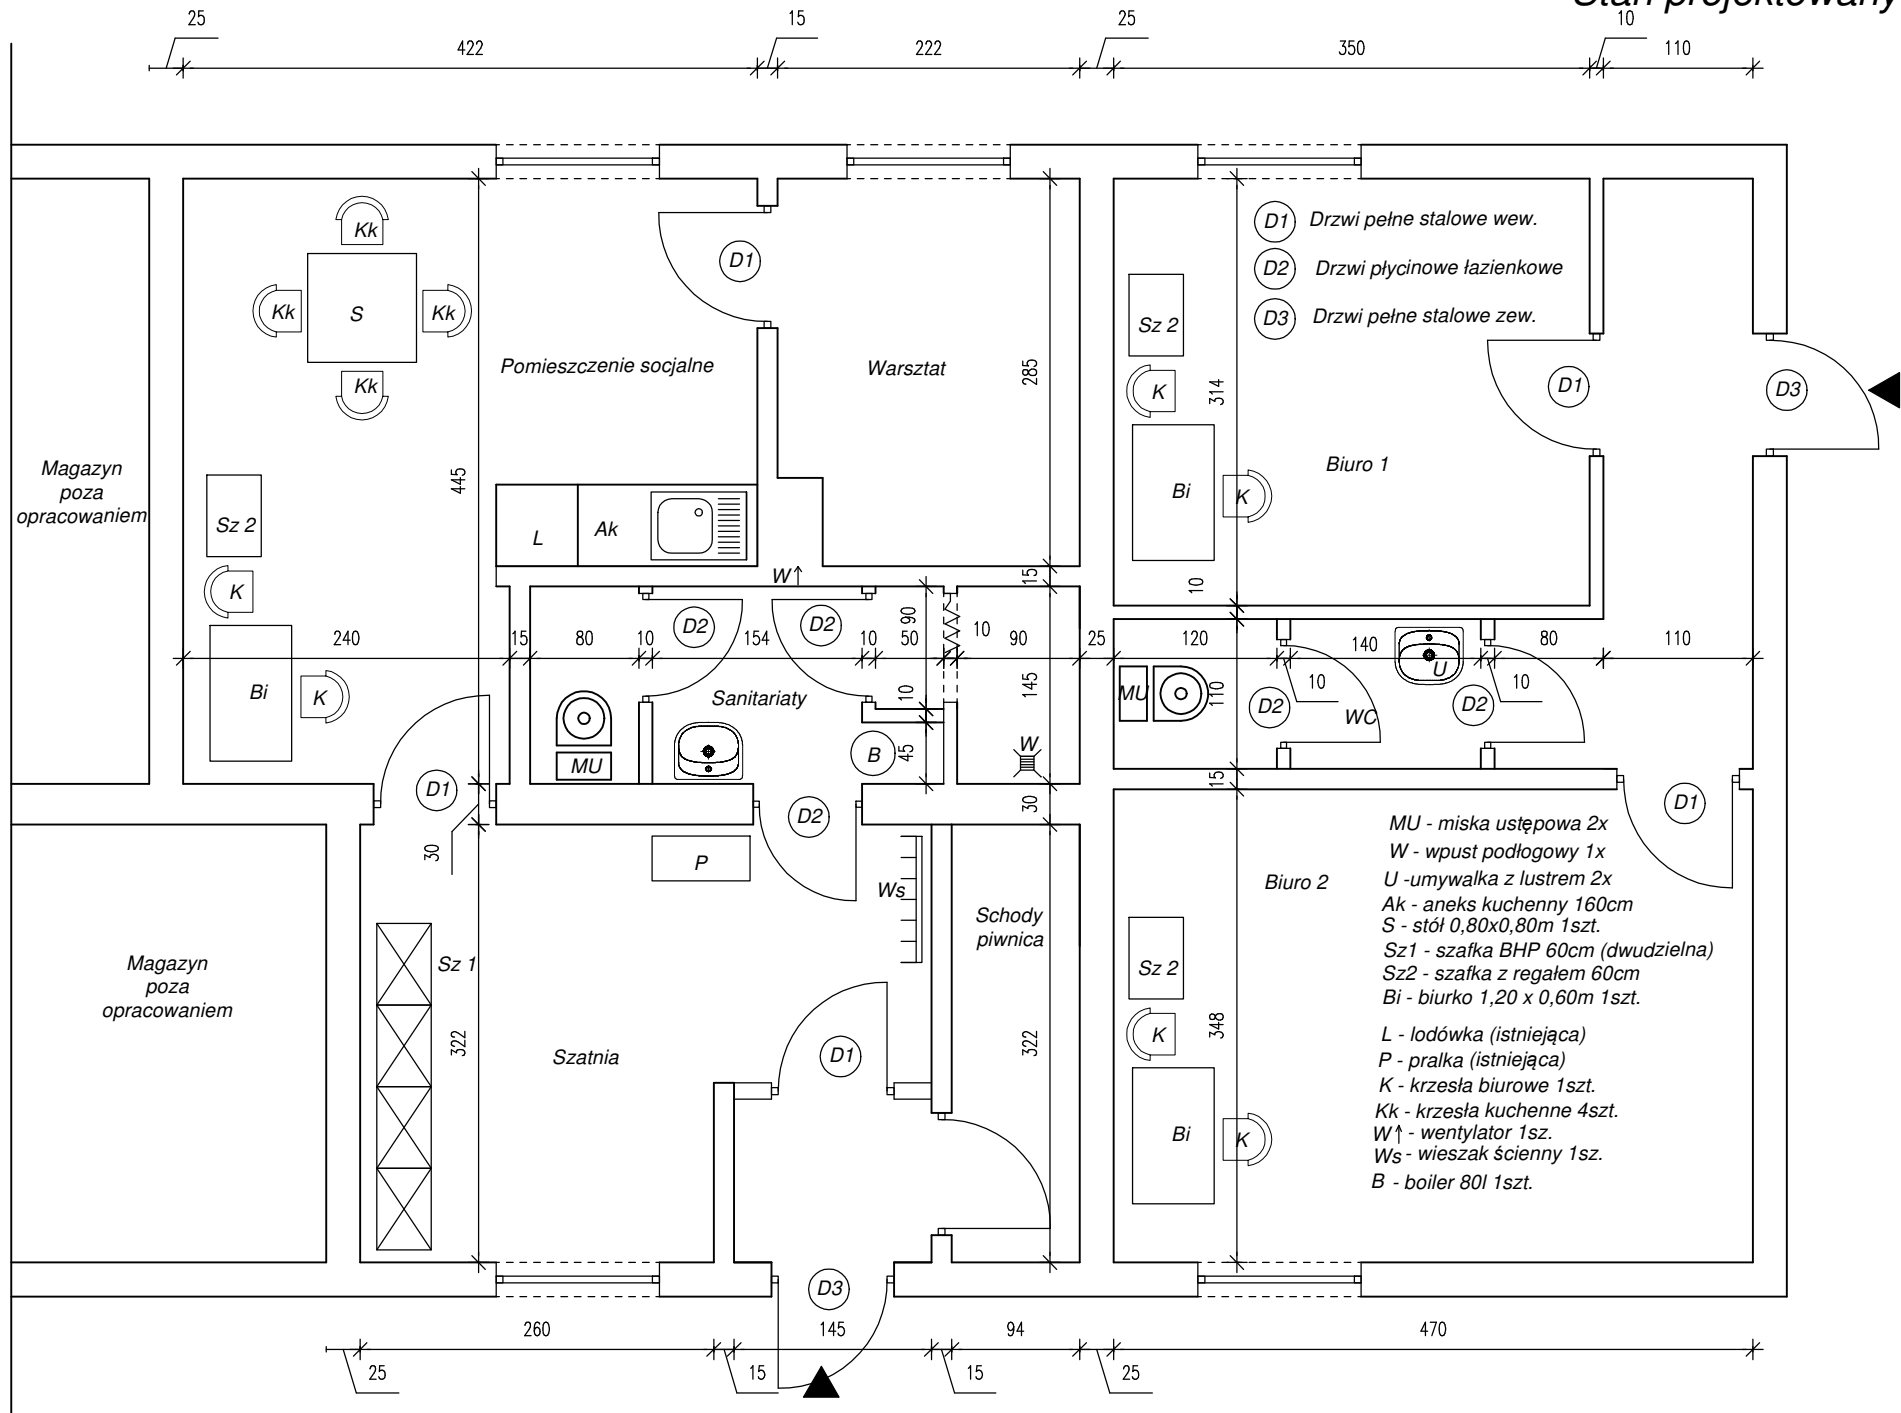 Stan projektowany
25
15
25
10
422
222
350
110
Kk
Kk
S
Kk
Kk
D1
Pomieszczenie socjalne
Warsztat
285
445
Magazyn
poza
opracowaniem
Sz 2
K
Bi
K
L
Ak
W
15
D1 Drzwi pełne stalowe wew.
D2 Drzwi płycinowe łazienkowe
D3 Drzwi pełne stalowe zew.
Sz 2
K
314
Bi
K
Biuro 1
D1
D3
10
240
15
80
10
154
10
50
90
10
90
25
120
140
80
110
D2
D2
Sanitariaty
10
145
MU
B
45
W
MU
110
D2
10
WC
U
D2
10
D1
30
D2
30
15
D1
P
Ws
Schody
piwnica
Sz 1
Magazyn
poza
opracowaniem
322
Szatnia
D1
322
D3
Biuro 2
Sz 2
K
348
Bi
K
MU - miska ustępowa 2x
W - wpust podłogowy 1x
U -umywalka z lustrem 2x
Ak - aneks kuchenny 160cm
S - stół 0,80x0,80m 1szt.
Sz1 - szafka BHP 60cm (dwudzielna)
Sz2 - szafka z regałem 60cm
Bi - biurko 1,20 x 0,60m 1szt.
L - lodówka (istniejąca)
P - pralka (istniejąca)
K - krzesła biurowe 1szt.
Kk - krzesła kuchenne 4szt.
W↑ - wentylator 1sz.
Ws - wieszak ścienny 1sz.
B - boiler 80l 1szt.
260
145
94
470
25
15
15
25